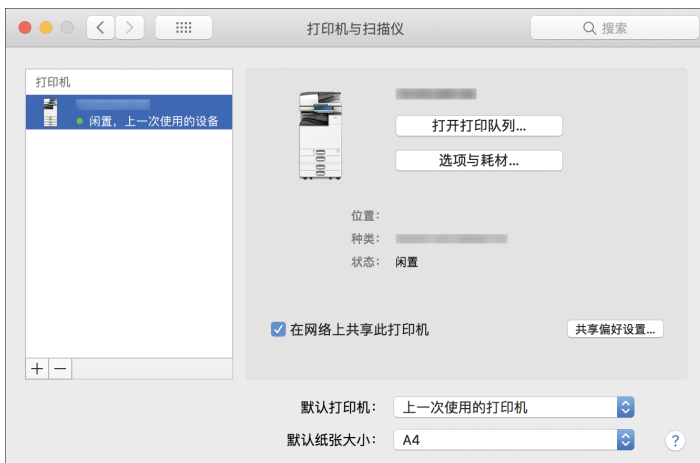 打印机与扫描仪
搜索
打印机
闲置，上一次使用的设备
打开打印队列...
选项与耗材...
位置:
种类:
状态: 闲置
在网络上共享此打印机
共享偏好设置...
+ −
默认打印机: 上一次使用的打印机
默认纸张大小: A4
?